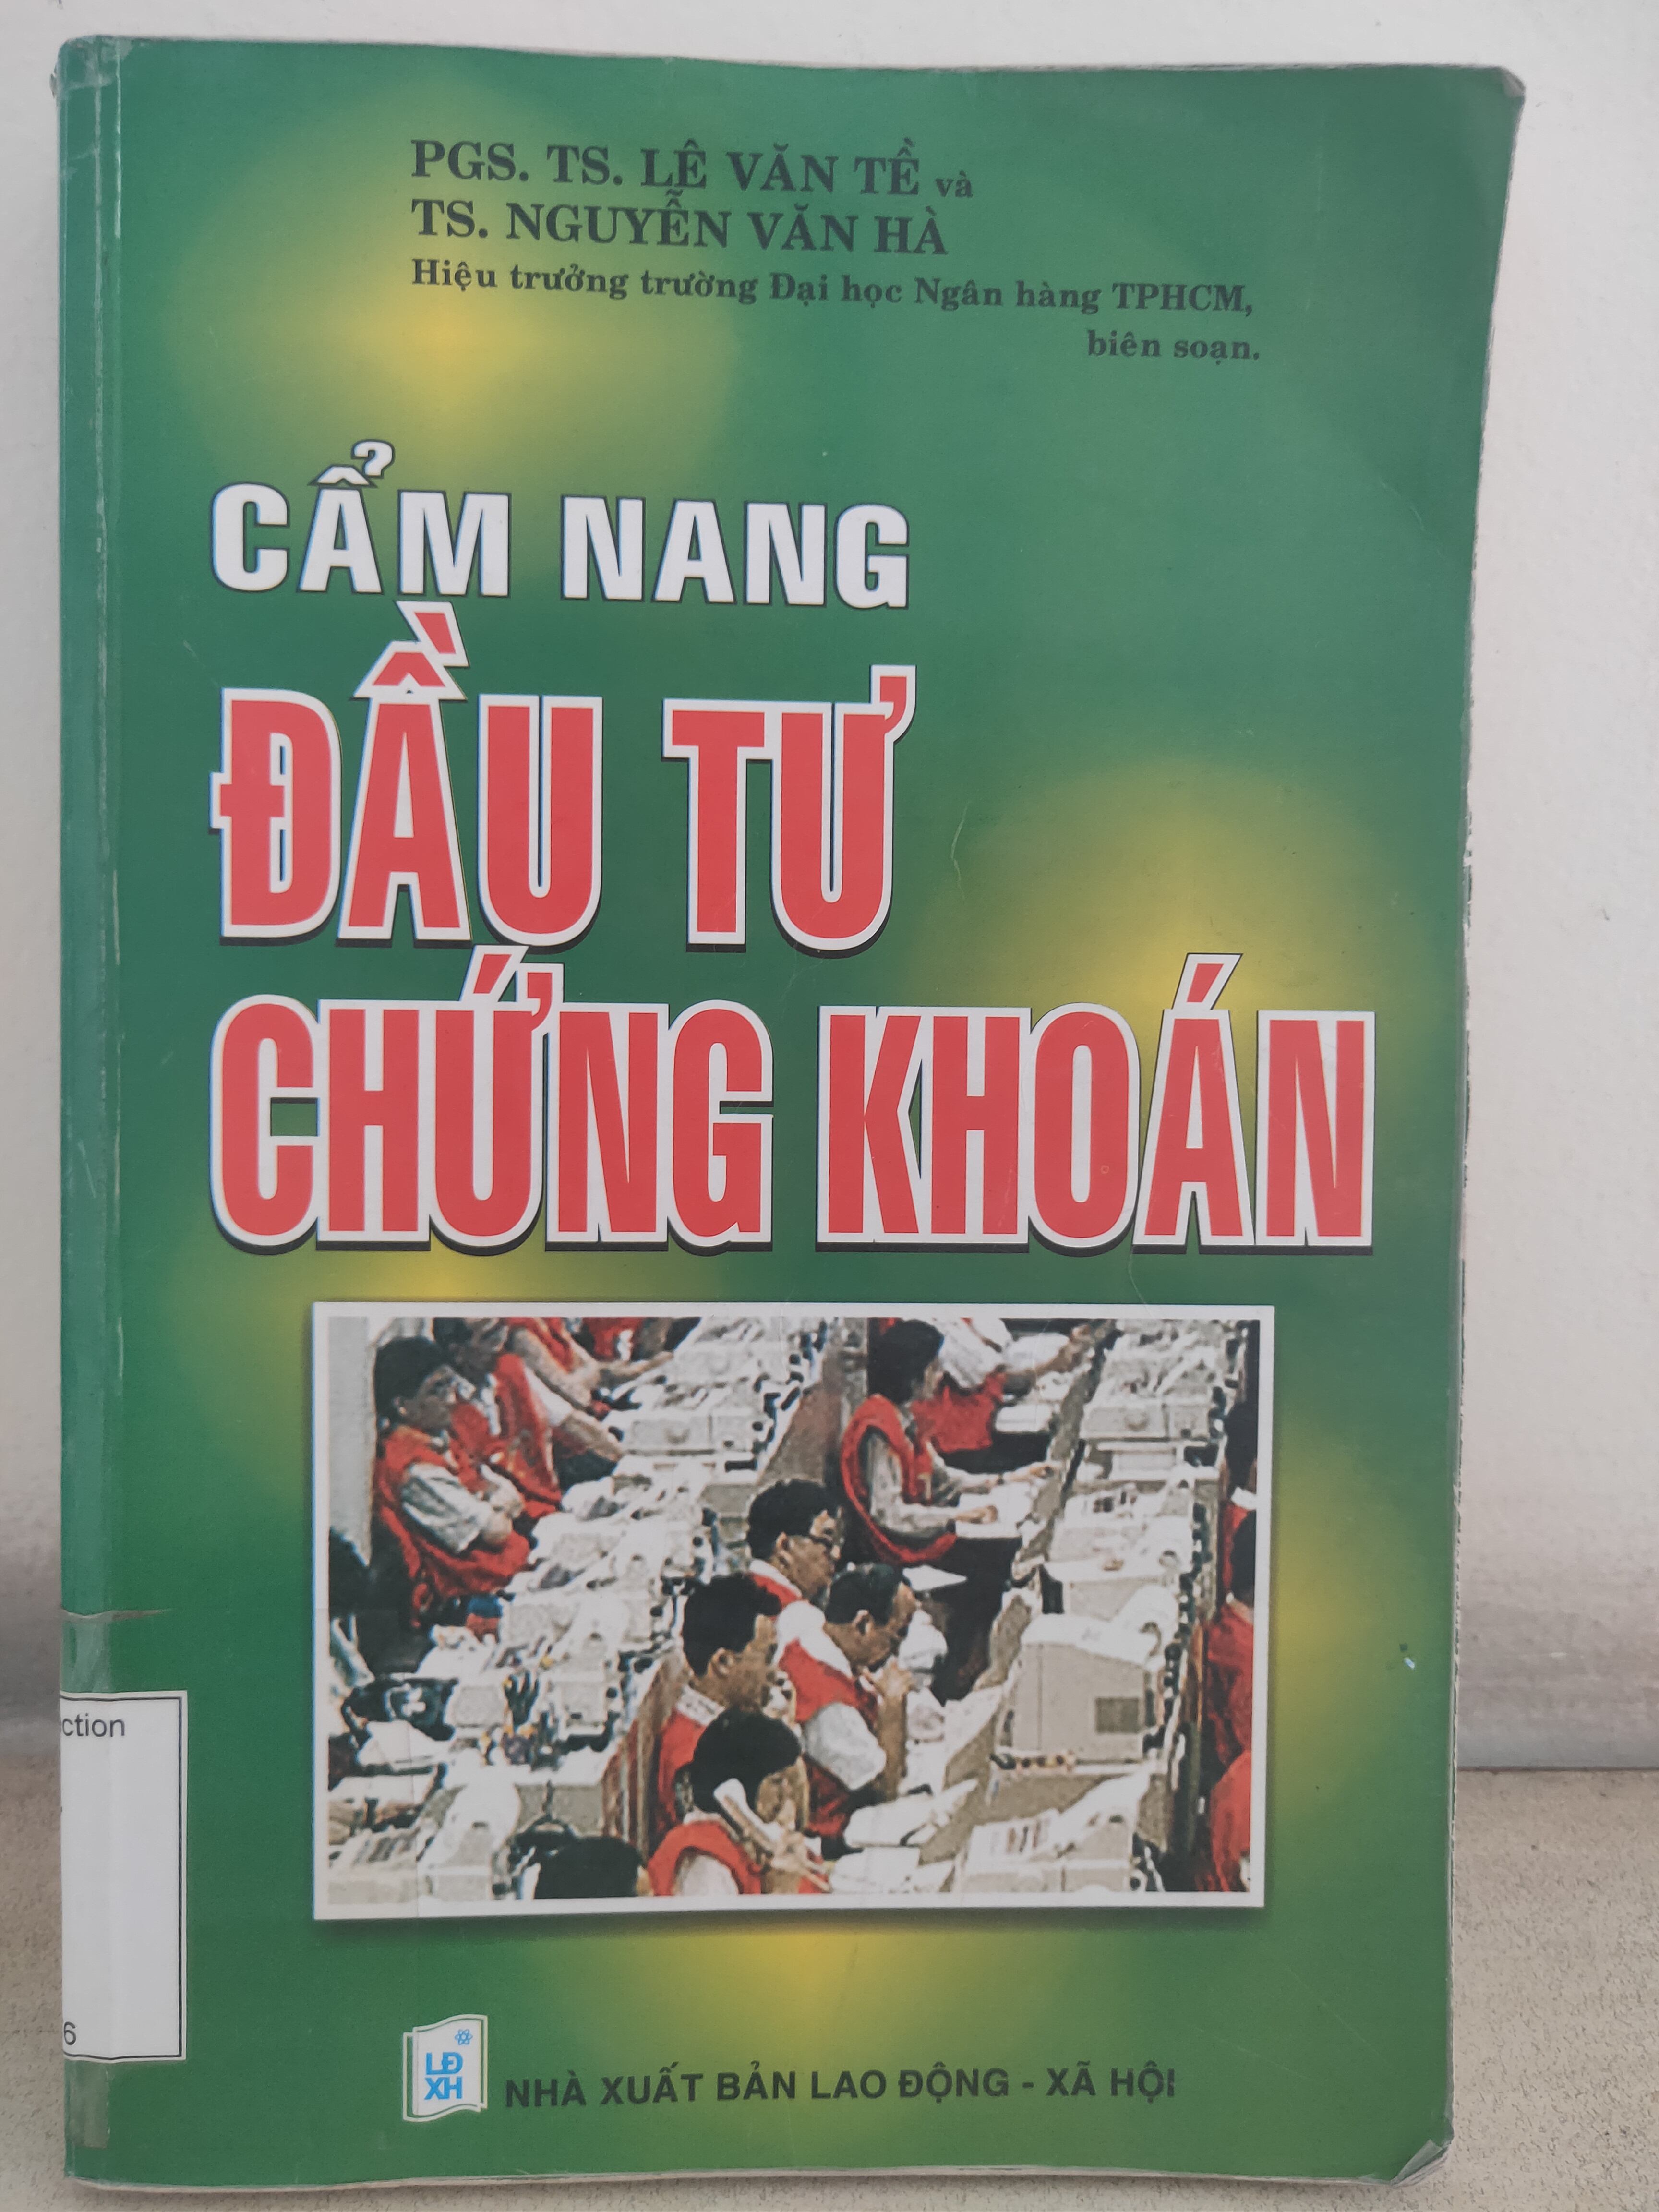 PGS. TS. LÊ VĂN TỀ và
TS. NGUYỄN VĂN HÀ
Hiệu trưởng trường Đại học Ngân hàng TPHCM,
biên soạn.
CẨM NANG
ĐẦU TƯ
CHỨNG KHOÁN
ction
6
LĐ
XH
NHÀ XUẤT BẢN LAO ĐỘNG - XÃ HỘI